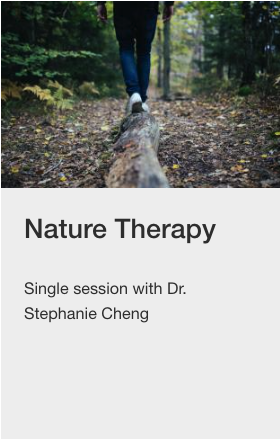 Nature Therapy
Single session with Dr.
Stephanie Cheng